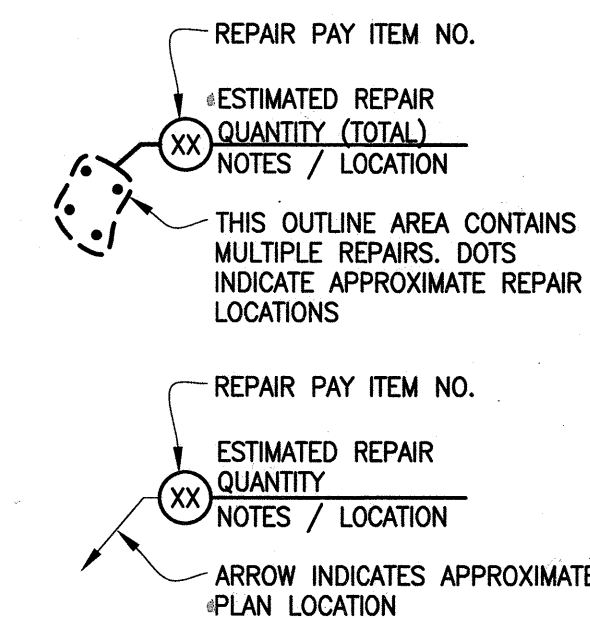 REPAIR PAY ITEM NO.
ESTIMATED REPAIR
QUANTITY (TOTAL)
XX
NOTES / LOCATION
THIS OUTLINE AREA CONTAINS
MULTIPLE REPAIRS. DOTS
INDICATE APPROXIMATE REPAIR
LOCATIONS
REPAIR PAY ITEM NO.
ESTIMATED REPAIR
QUANTITY
XX
NOTES / LOCATION
ARROW INDICATES APPROXIMATE
PLAN LOCATION